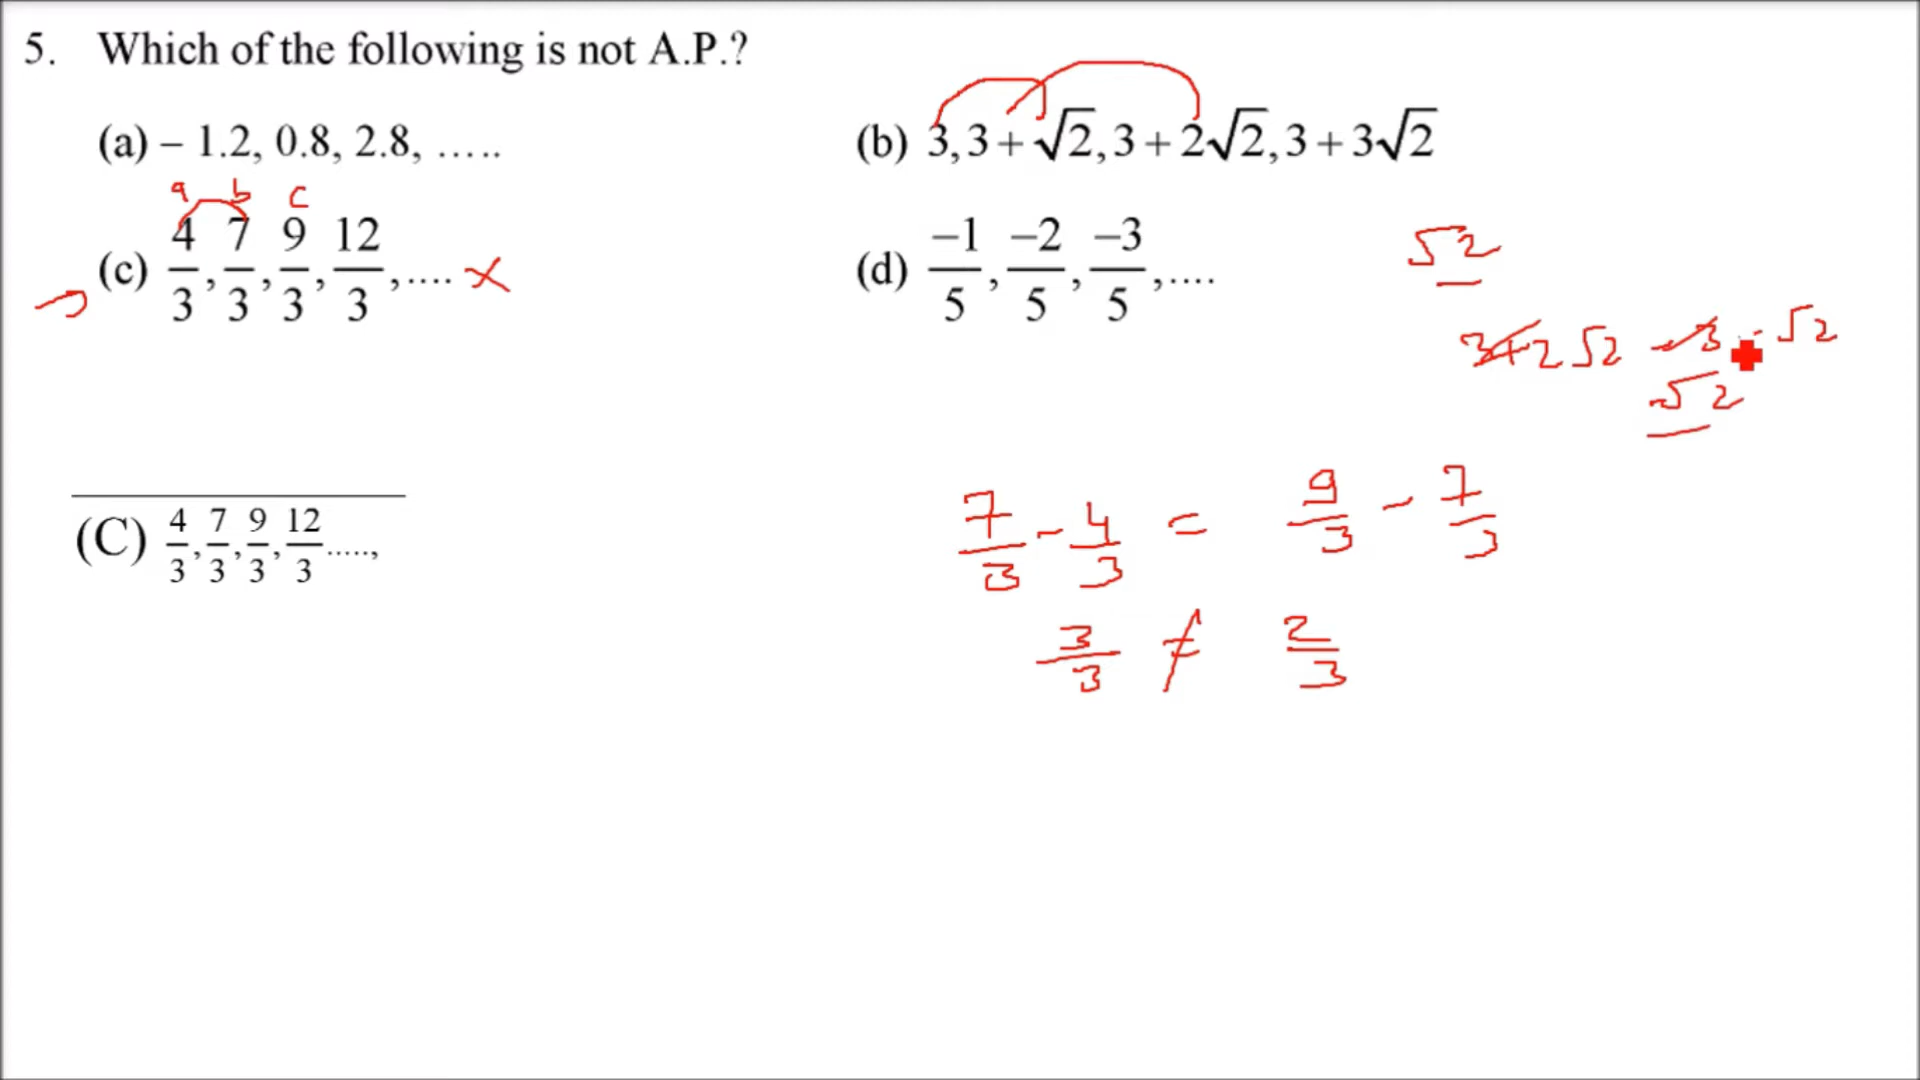 5. Which of the following is not A.P.?
(a) – 1.2, 0.8, 2.8, ….. (b) 3, 3 + √2, 3 + 2√2, 3 + 3√2
a b c
(c) 4/3, 7/3, 9/3, 12/3, .... × (d) –1/5, –2/5, –3/5, ....
√2
3+2√2 - 3 - √2
√2
(C) 4/3, 7/3, 9/3, 12/3 .....,
7/3 - 4/3 = 9/3 - 7/3
3/3 ≠ 2/3